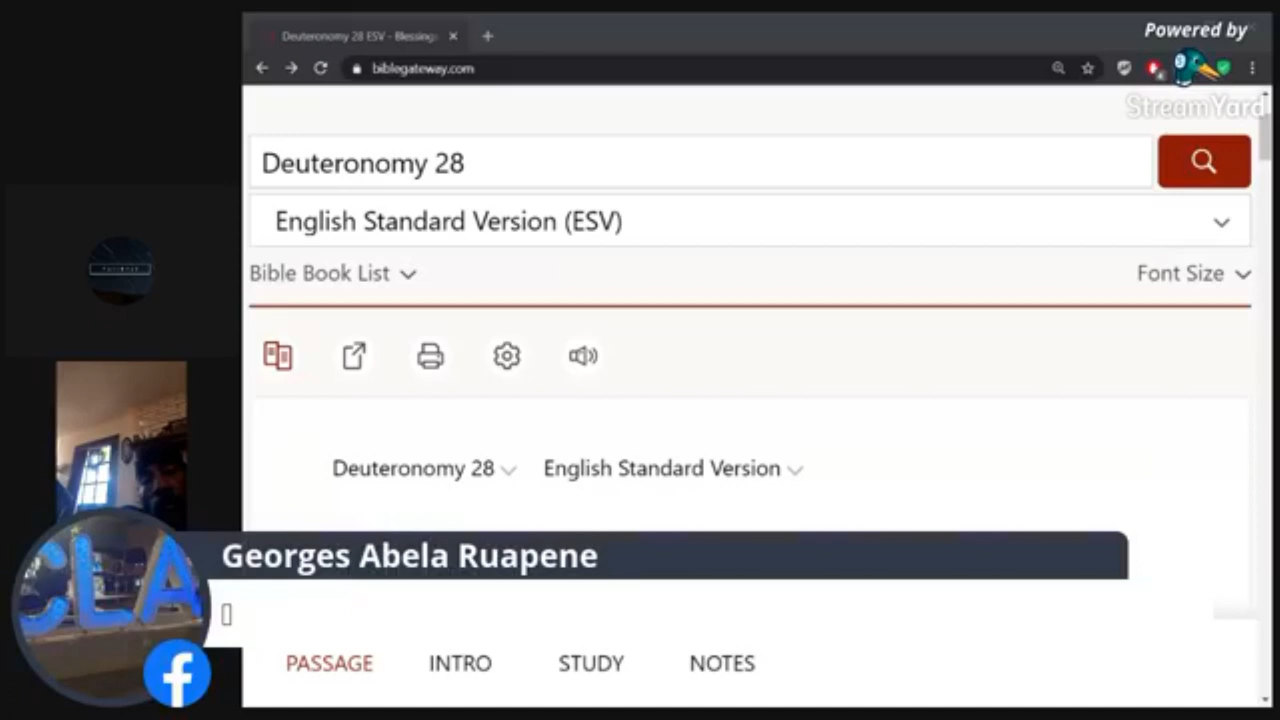 Deuteronomy 28 ESV - Blessings
Powered by
biblegateway.com
StreamYard
Deuteronomy 28
English Standard Version (ESV)
Bible Book List
Font Size
Deuteronomy 28 English Standard Version
Georges Abela Ruapene
CLA
PASSAGE INTRO STUDY NOTES